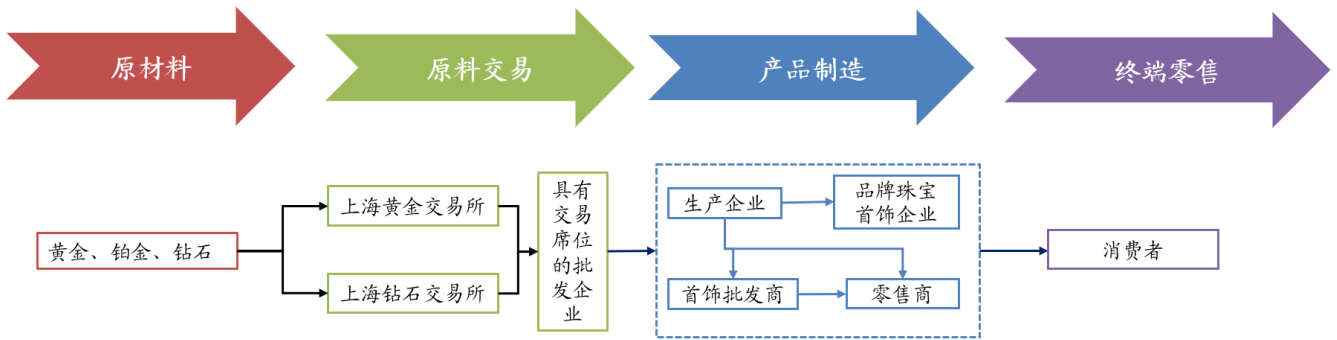 原材料
原料交易
产品制造
终端零售
黄金、铂金、钻石
上海黄金交易所
上海钻石交易所
具有
交易
席位
的批
发企
业
生产企业
品牌珠宝
首饰企业
首饰批发商
零售商
消费者